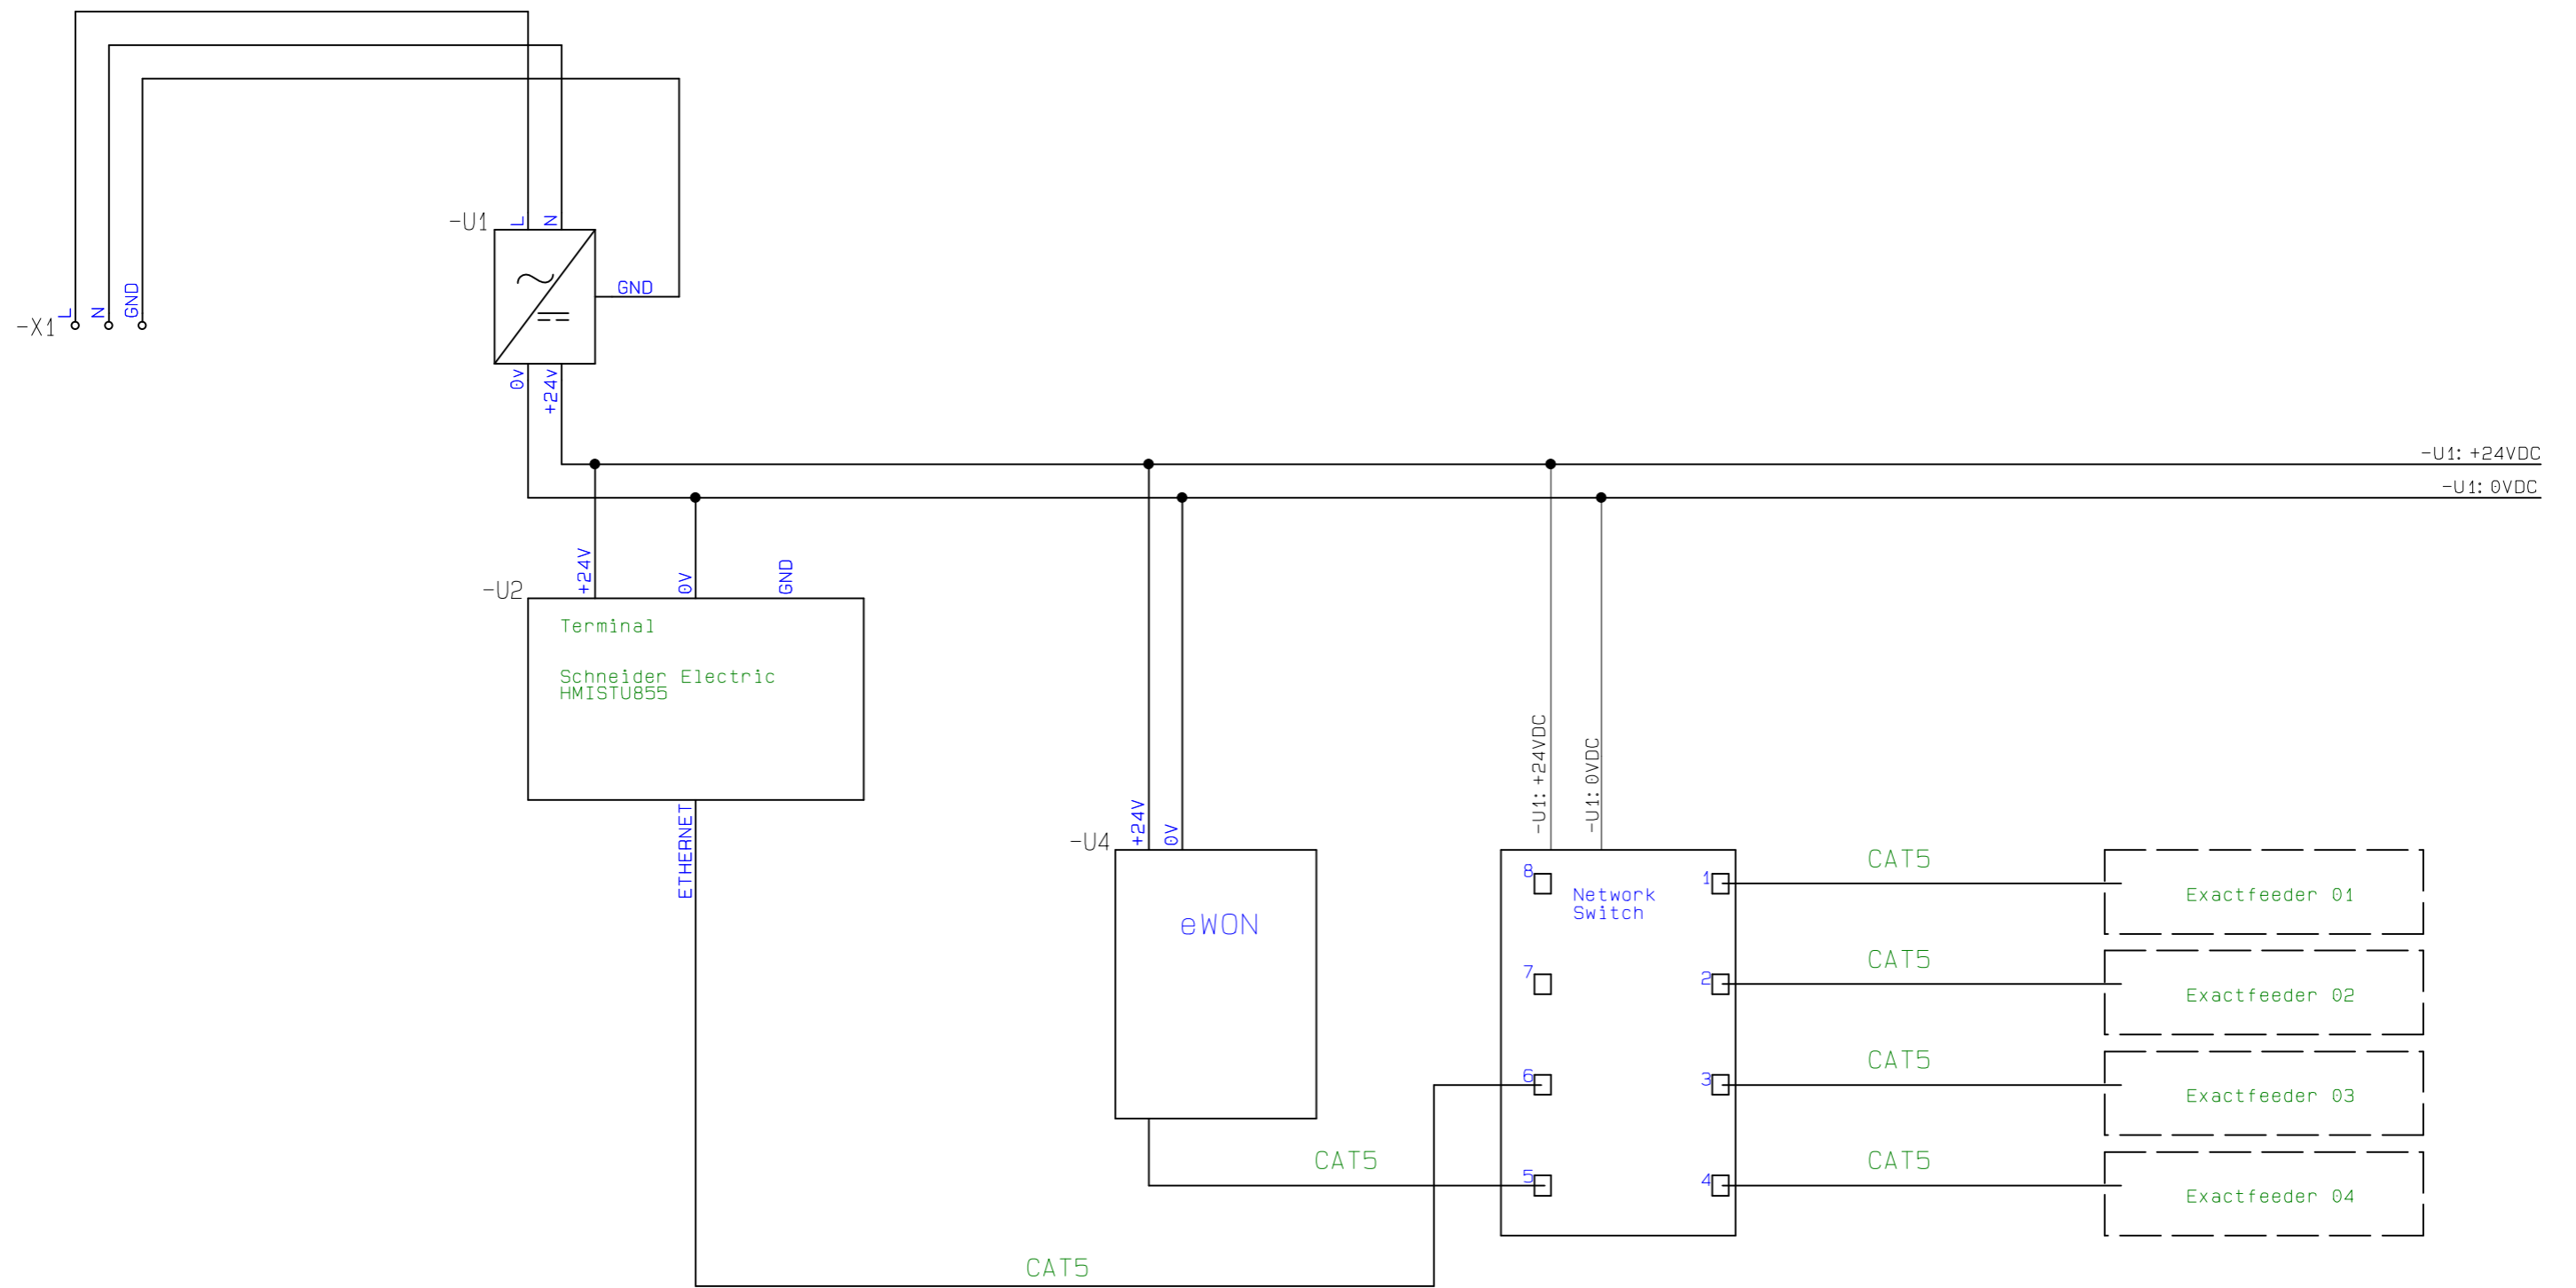 -U1
L
N
GND
-X1
L
N
GND
0v
+24v
-U1: +24VDC
-U1: 0VDC
-U2
+24V
0V
GND
Terminal
Schneider Electric
HMISTU855
ETHERNET
-U4
+24V
0V
eWON
-U1: +24VDC
-U1: 0VDC
Network
Switch
8
7
6
5
1
2
3
4
CAT5
CAT5
CAT5
CAT5
Exactfeeder 01
Exactfeeder 02
Exactfeeder 03
Exactfeeder 04
CAT5
CAT5